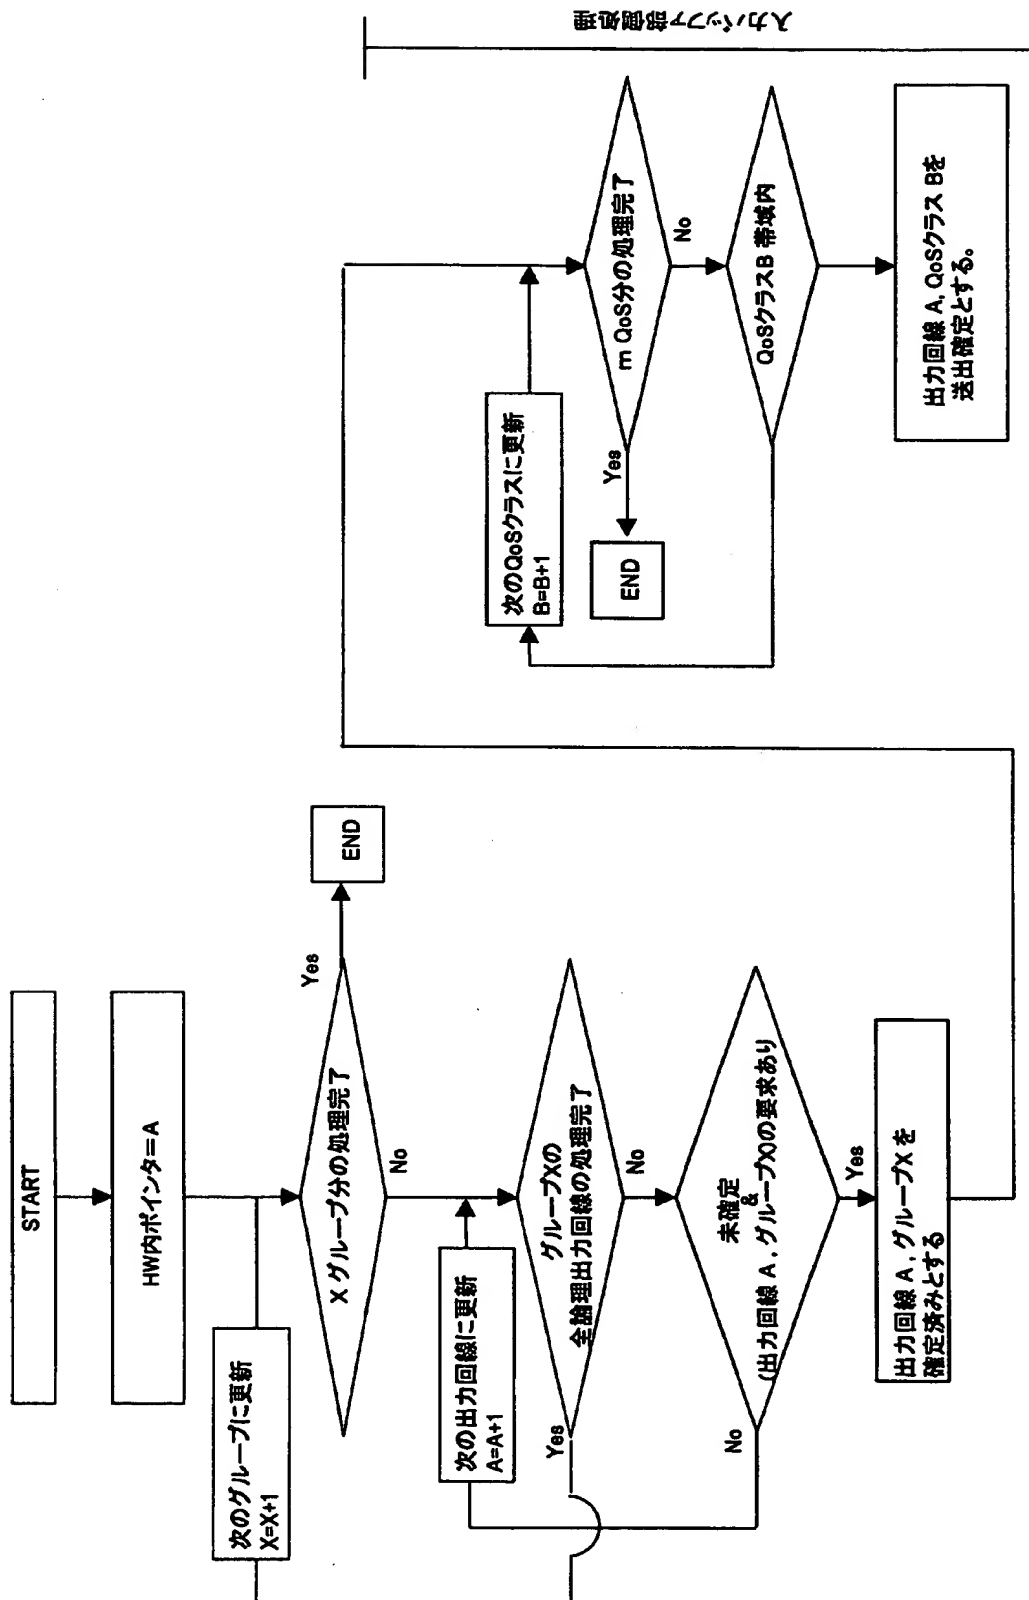 START
HW内ポインタ=A
次のグループに更新
X=X+1
X グループ分の処理完了
Yes
END
No
次の出力回線に更新
A=A+1
グループXの
全論理出力回線の処理完了
Yes
No
未確定
&
(出力回線 A , グループX)の要求あり
No
Yes
出力回線 A , グループX を
確定済みとする
入力バッファ部側処理
次のQoSクラスに更新
B=B+1
m QoS分の処理完了
Yes
END
No
QoSクラスB 帯域内
出力回線 A, QoSクラス Bを
送出確定とする。